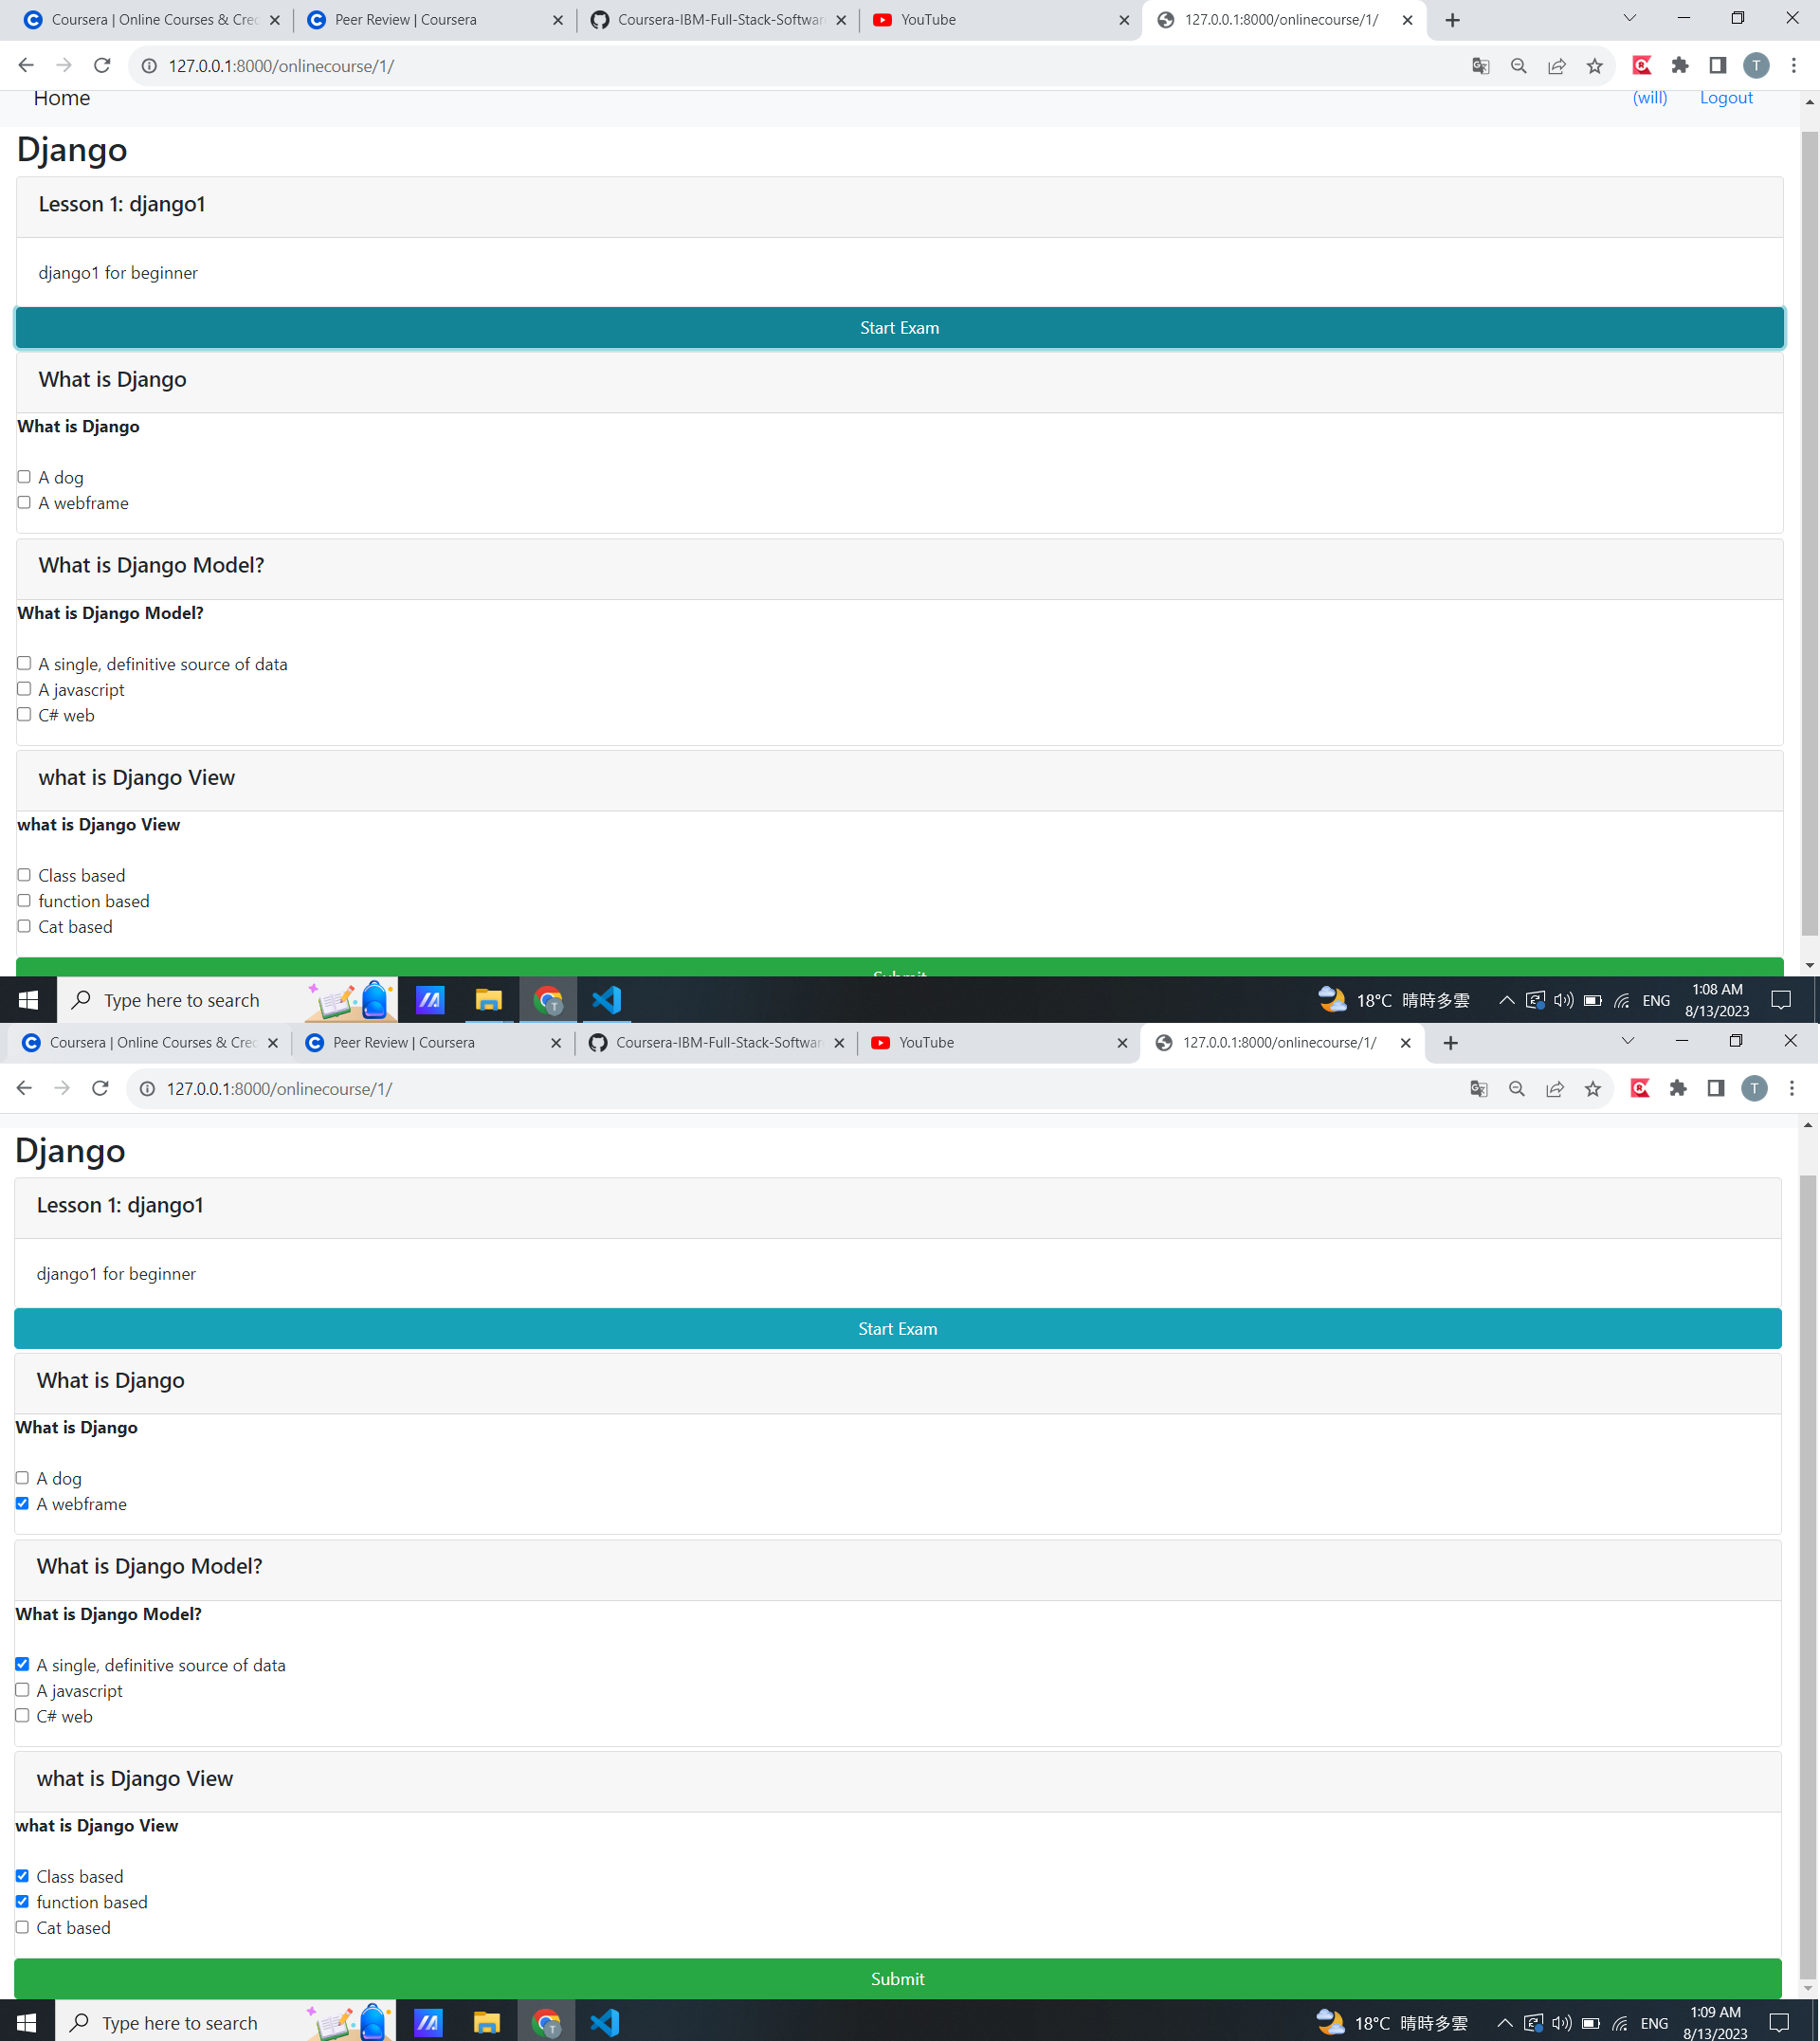 Coursera | Online Courses & Cred
Peer Review | Coursera
Coursera-IBM-Full-Stack-Softwar
YouTube
127.0.0.1:8000/onlinecourse/1/
127.0.0.1:8000/onlinecourse/1/
T
Home
(will)
Logout
Django
Lesson 1: django1
django1 for beginner
Start Exam
What is Django
What is Django
A dog
A webframe
What is Django Model?
What is Django Model?
A single, definitive source of data
A javascript
C# web
what is Django View
what is Django View
Class based
function based
Cat based
Submit
Type here to search
T
18°C 晴時多雲
ENG
1:08 AM
8/13/2023
Coursera | Online Courses & Cred
Peer Review | Coursera
Coursera-IBM-Full-Stack-Softwar
YouTube
127.0.0.1:8000/onlinecourse/1/
127.0.0.1:8000/onlinecourse/1/
T
Django
Lesson 1: django1
django1 for beginner
Start Exam
What is Django
What is Django
A dog
A webframe
What is Django Model?
What is Django Model?
A single, definitive source of data
A javascript
C# web
what is Django View
what is Django View
Class based
function based
Cat based
Submit
Type here to search
T
18°C 晴時多雲
ENG
1:09 AM
8/13/2023